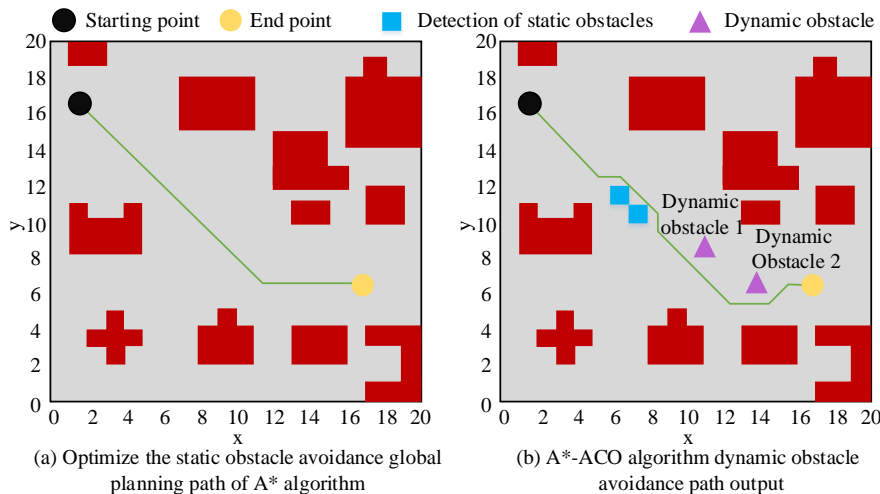 Starting point End point Detection of static obstacles Dynamic obstacle
20
18
16
14
12
10
8
6
4
2
0
y
0 2 4 6 8 10 12 14 16 18 20
x
(a) Optimize the static obstacle avoidance global
planning path of A* algorithm
20
18
16
14
12
10
8
6
4
2
0
y
Dynamic
obstacle 1
Dynamic
Obstacle 2
0 2 4 6 8 10 12 14 16 18 20
x
(b) A*-ACO algorithm dynamic obstacle
avoidance path output